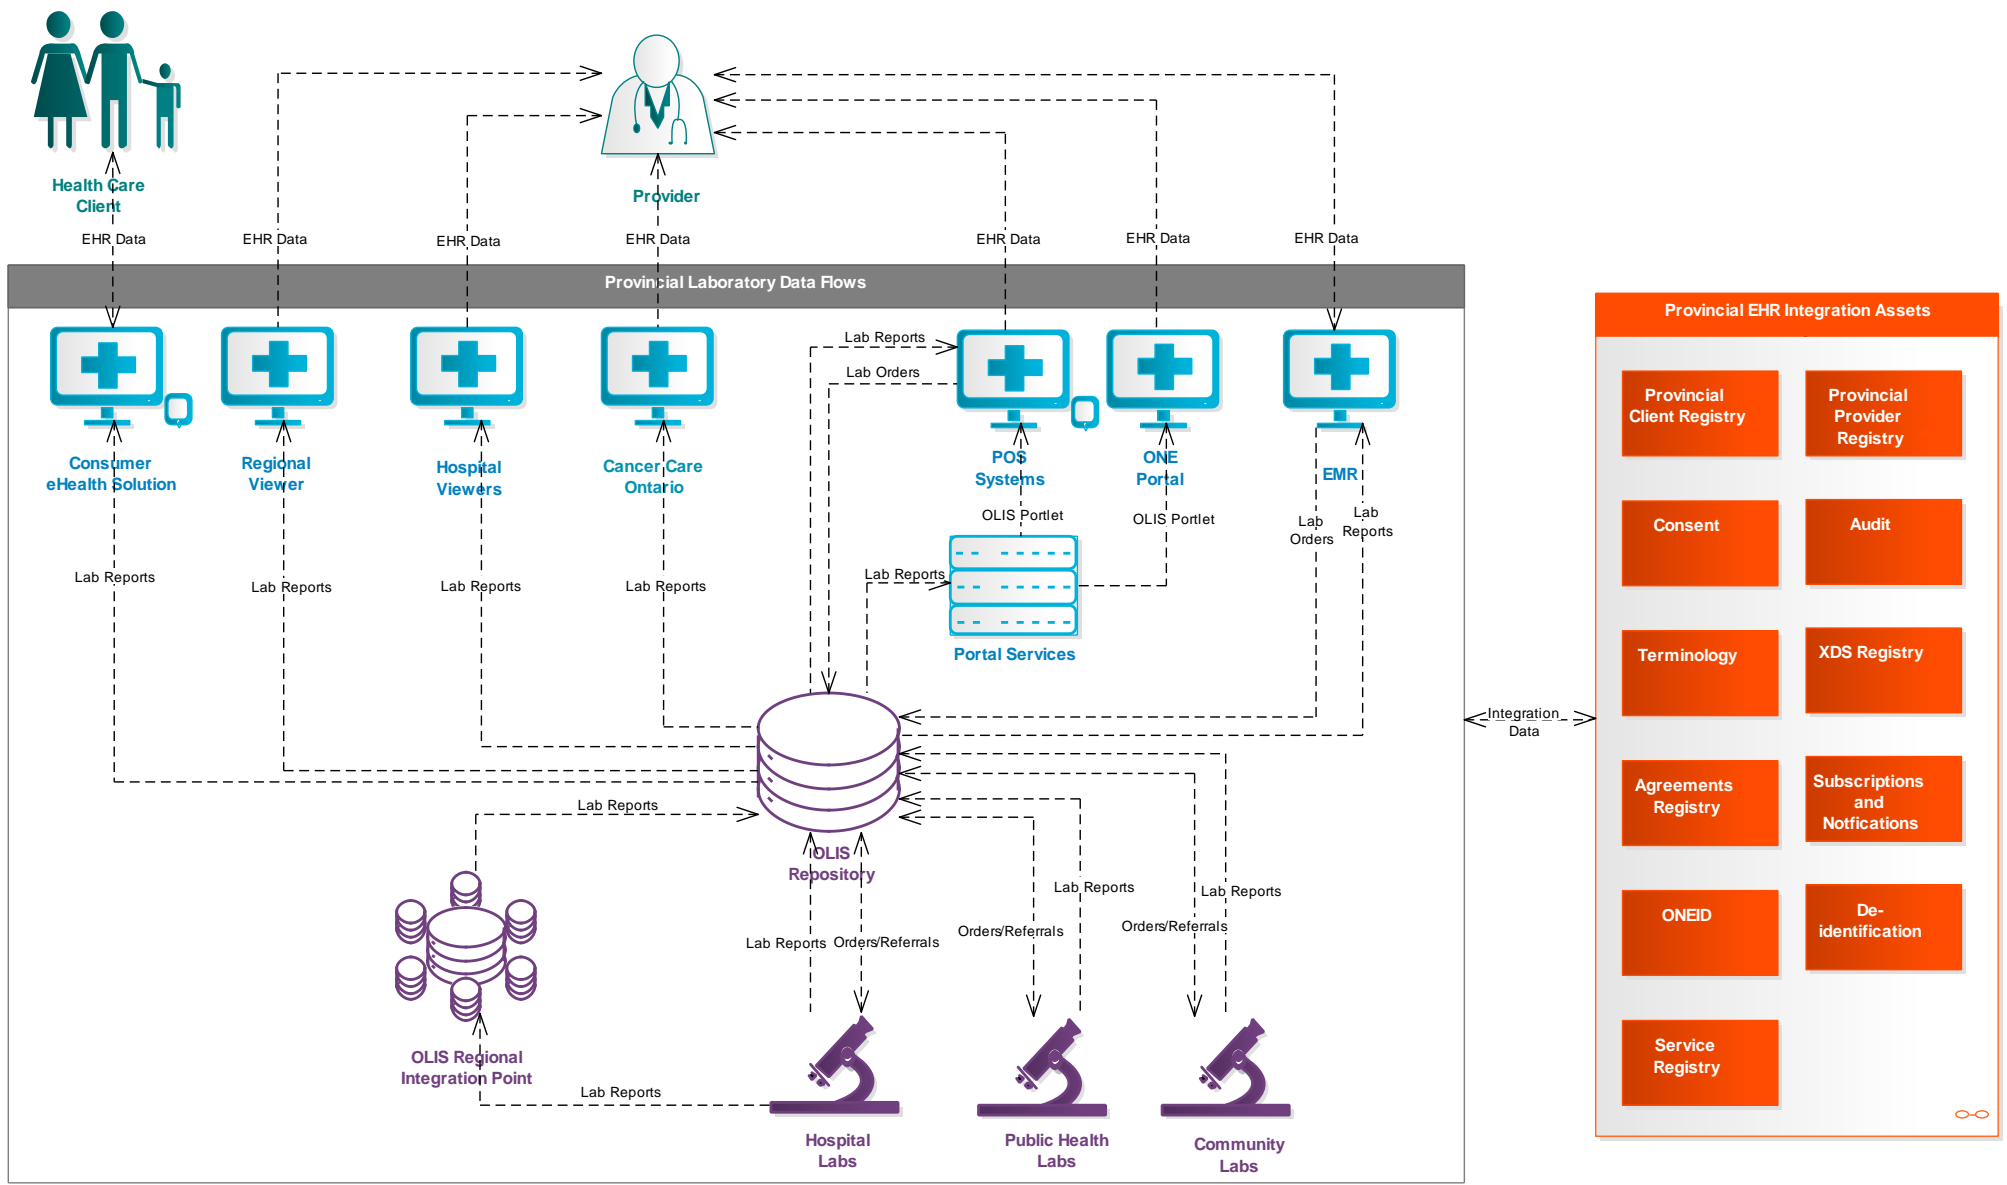 Health Care
Client
Provider
EHR Data
EHR Data
EHR Data
EHR Data
EHR Data
EHR Data
EHR Data
Provincial Laboratory Data Flows
Lab Reports
Lab Orders
Consumer
eHealth Solution
Regional
Viewer
Hospital
Viewers
Cancer Care
Ontario
POS
Systems
ONE
Portal
EMR
OLIS Portlet
OLIS Portlet
Lab
Orders
Lab
Reports
Lab Reports
Lab Reports
Lab Reports
Lab Reports
Lab Reports
Portal Services
Lab Reports
OLIS
Repository
Lab Reports
Orders/Referrals
Orders/Referrals
Lab Reports
Orders/Referrals
Lab Reports
OLIS Regional
Integration Point
Lab Reports
Hospital
Labs
Public Health
Labs
Community
Labs
Integration
Data
Provincial EHR Integration Assets
Provincial
Client Registry
Provincial
Provider
Registry
Consent
Audit
Terminology
XDS Registry
Agreements
Registry
Subscriptions
and
Notfications
ONEID
De-
identification
Service
Registry